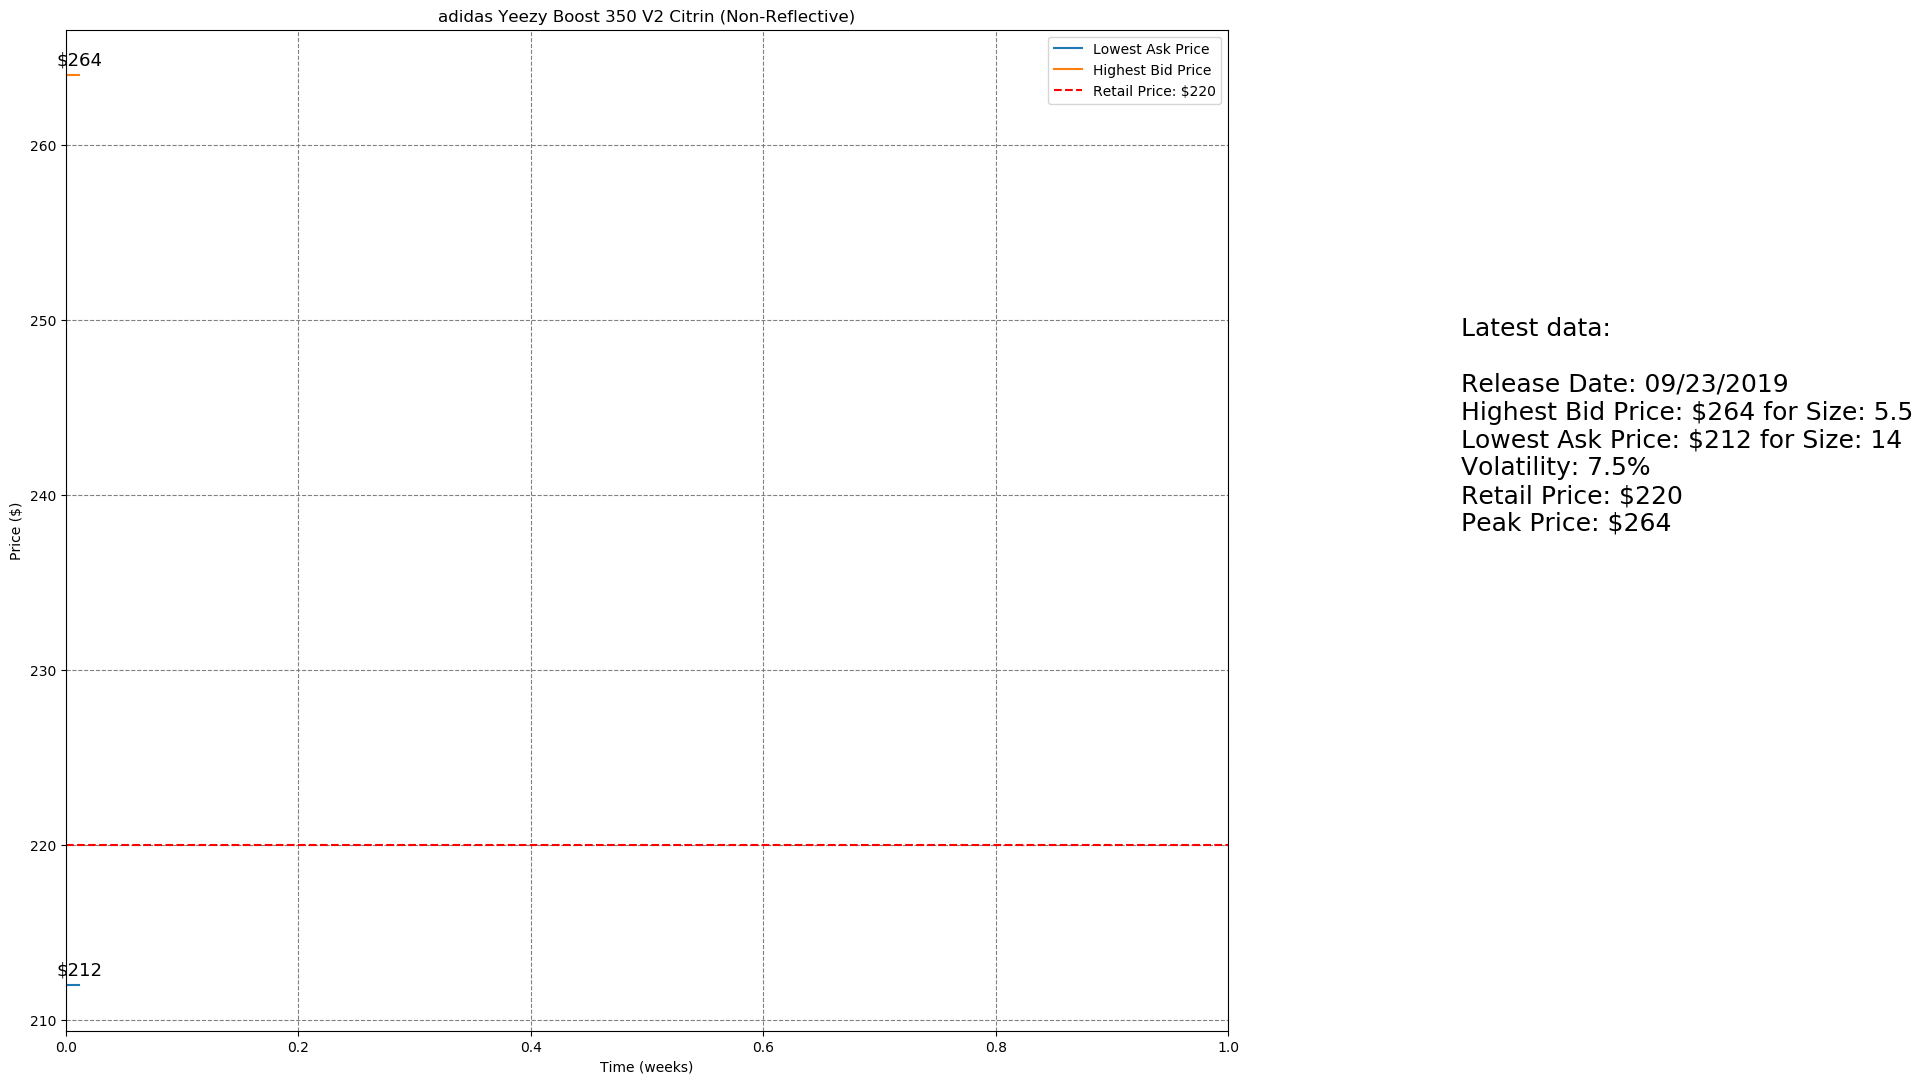 adidas Yeezy Boost 350 V2 Citrin (Non-Reflective)
$264
Lowest Ask Price
Highest Bid Price
Retail Price: $220
260
250
240
230
220
210
Price ($)
$212
0.0 0.2 0.4 0.6 0.8 1.0
Time (weeks)
Latest data:
Release Date: 09/23/2019
Highest Bid Price: $264 for Size: 5.5
Lowest Ask Price: $212 for Size: 14
Volatility: 7.5%
Retail Price: $220
Peak Price: $264